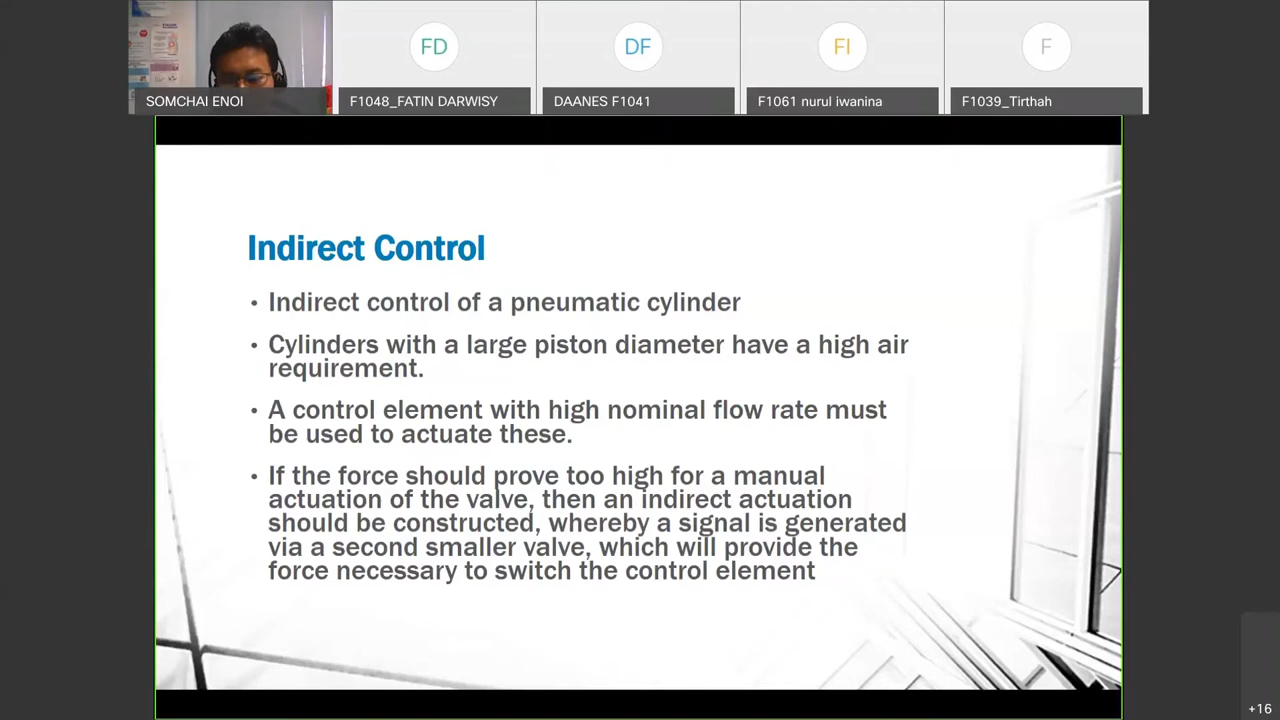 FD
DF
FI
F
SOMCHAI ENOI
F1048_FATIN DARWISY
DAANES F1041
F1061 nurul iwanina
F1039_Tirthah
Indirect Control
• Indirect control of a pneumatic cylinder
• Cylinders with a large piston diameter have a high air
requirement.
• A control element with high nominal flow rate must
be used to actuate these.
• If the force should prove too high for a manual
actuation of the valve, then an indirect actuation
should be constructed, whereby a signal is generated
via a second smaller valve, which will provide the
force necessary to switch the control element
+16